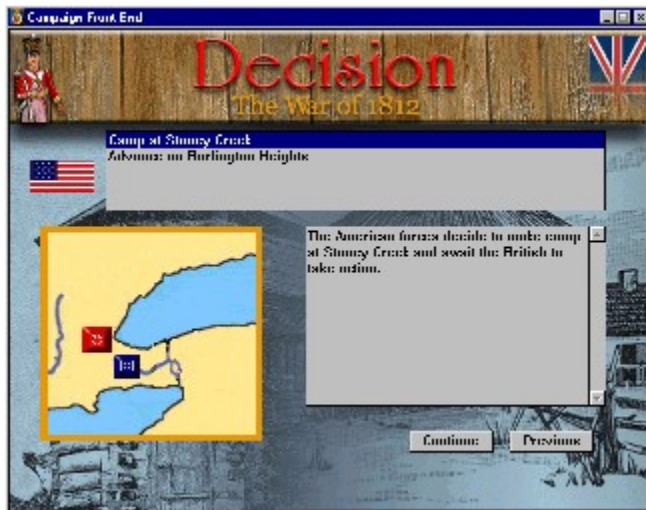 Campaign Front End
Decision
The War of 1812
Camp at Stoney Creek
Advance on Burlington Heights
The American forces decide to make camp
at Stoney Creek and await the British to
take action.
Continue
Previous